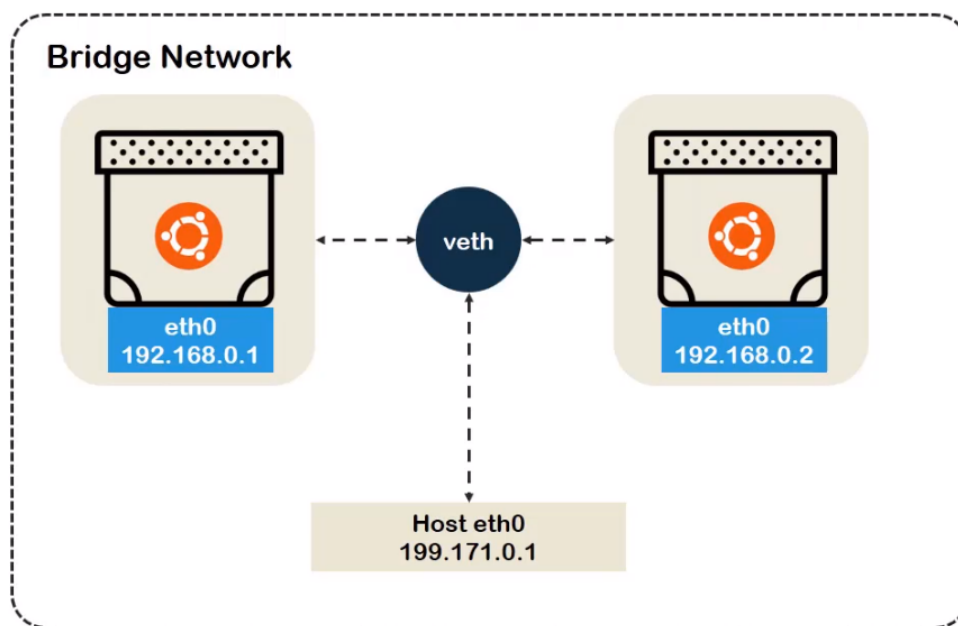 Bridge Network
veth
eth0
192.168.0.1
eth0
192.168.0.2
Host eth0
199.171.0.1